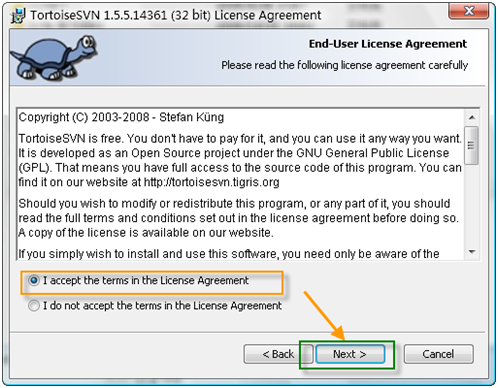 TortoiseSVN 1.5.5.14361 (32 bit) License Agreement
End-User License Agreement
Please read the following license agreement carefully
Copyright (C) 2003-2008 - Stefan Küng
TortoiseSVN is free. You don't have to pay for it, and you can use it any way you want.
It is developed as an Open Source project under the GNU General Public License
(GPL). That means you have full access to the source code of this program. You can
find it on our website at http://tortoisesvn.tigris.org
Should you wish to modify or redistribute this program, or any part of it, you should
read the full terms and conditions set out in the license agreement before doing so.
A copy of the license is available on our website.
If you simply wish to install and use this software, you need only be aware of the
I accept the terms in the License Agreement
I do not accept the terms in the License Agreement
< Back
Next >
Cancel